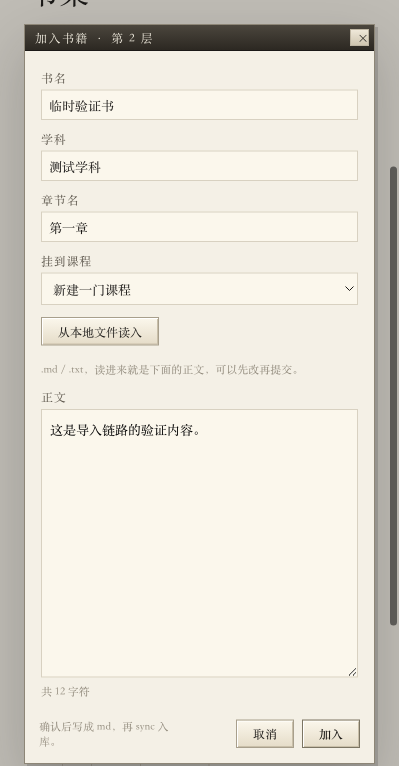 加入书籍 · 第 2 层
书名
临时验证书
学科
测试学科
章节名
第一章
挂到课程
新建一门课程
从本地文件读入
.md / .txt，读进来就是下面的正文，可以先改再提交。
正文
这是导入链路的验证内容。
共 12 字符
确认后写成 md，再 sync 入
库。
取消
加入